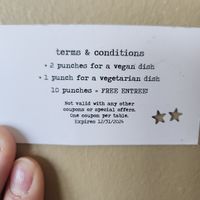 terms & conditions
• 2 punches for a vegan dish
• 1 punch for a vegetarian dish
10 punches = FREE ENTREE!
Not valid with any other
coupons or special offers.
One coupon per table.
Expires 12/31/2024